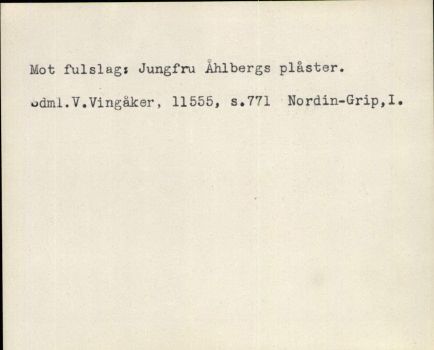 Mot fulslag: Jungfru Åhlbergs plåster.
Sdml.V.Vingåker, 11555, s.771 Nordin-Grip,I.